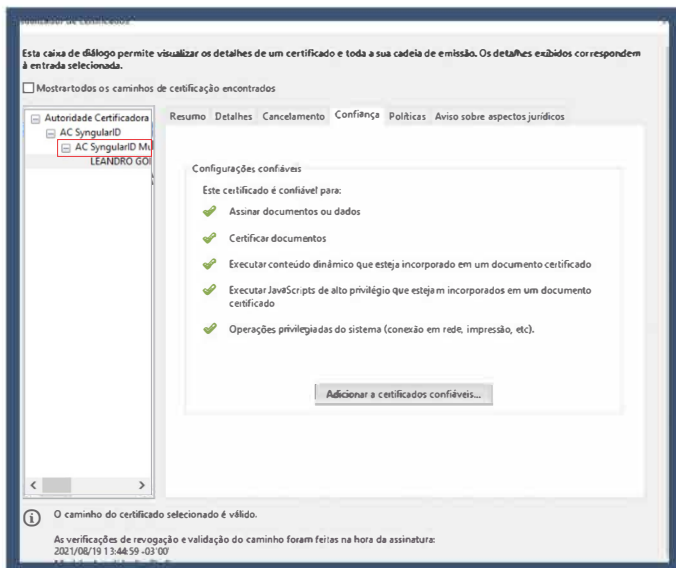 Esta caixa de diálogo permite visualizar os detalhes de um certificado e toda a sua cadeia de emissão. Os detalhes exibidos correspondem
à entrada selecionada.
Mostrar todos os caminhos de certificação encontrados
Autoridade Certificadora
AC SyngularID
AC SyngularID Mu
LEANDRO GO
Resumo Detalhes Cancelamento Confiança Políticas Aviso sobre aspectos jurídicos
Configurações confiáveis
Este certificado é confiável para:
Assinar documentos ou dados
Certificar documentos
Executar conteúdo dinâmico que esteja incorporado em um documento certificado
Executar JavaScripts de alto privilégio que estejam incorporados em um documento
certificado
Operações privilegiadas do sistema (conexão em rede, impressão, etc).
Adicionar a certificados confiáveis...
O caminho do certificado selecionado é válido.
As verificações de revogação e validação do caminho foram feitas na hora da assinatura:
2021/08/19 13:44:59 -03'00'